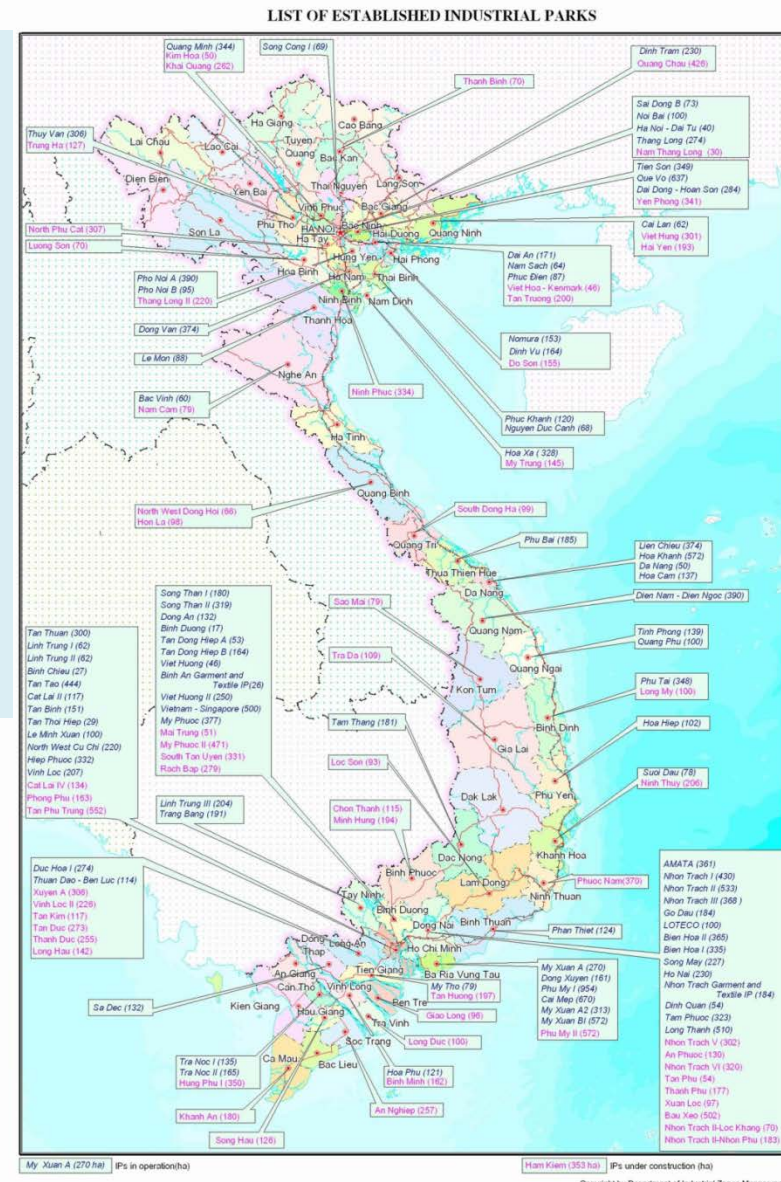 LIST OF ESTABLISHED INDUSTRIAL PARKS
Quang Minh (344)
Kim Hoa (50)
Khai Quang (262)
Song Cong I (69)
Thanh Binh (70)
Dinh Tram (230)
Quang Chau (426)
Sai Dong B (73)
Noi Bai (100)
Ha Noi - Dai Tu (40)
Thang Long (274)
Nam Thang Long (30)
Thuy Van (306)
Trung Ha (127)
Tien Son (349)
Que Vo (637)
Dai Dong - Hoan Son (284)
Yen Phong (341)
Cai Lan (62)
Viet Hung (301)
Hai Yen (193)
North Phu Cat (307)
Luong Son (70)
Dai An (171)
Nam Sach (64)
Phuc Dien (87)
Viet Hoa - Kenmark (46)
Tan Truong (200)
Pho Noi A (390)
Pho Noi B (95)
Thang Long II (220)
Dong Van (374)
Le Mon (88)
Nomura (153)
Dinh Vu (164)
Do Son (155)
Ninh Phuc (334)
Bac Vinh (60)
Nam Cam (79)
Phuc Khanh (120)
Nguyen Duc Canh (68)
Hoa Xa ( 328)
My Trung (145)
Ha Giang
Cao Bang
Lai Chau
Lao Cai
Tuyen
Quang
Bac Kan
Dien Bien
Yen Bai
Thai Nguyen
Lang Son
Vinh Phuc
Bac Giang
Phu Tho
Bac Ninh
HA NOI
Son La
Ha Tay
Hai Duong
Quang Ninh
Hung Yen
Hai Phong
Hoa Binh
Ha Nam
Thai Binh
Ninh Binh
Nam Dinh
Thanh Hoa
Nghe An
Ha Tinh
Quang Binh
North West Dong Hoi (66)
Hon La (98)
South Dong Ha (99)
Quang Tri
Phu Bai (185)
Thua Thien Hue
Lien Chieu (374)
Hoa Khanh (572)
Da Nang (50)
Hoa Cam (137)
Da Nang
Dien Nam - Dien Ngoc (390)
Quang Nam
Sao Mai (79)
Tinh Phong (139)
Quang Phu (100)
Quang Ngai
Tra Da (109)
Kon Tum
Phu Tai (348)
Long My (100)
Binh Dinh
Tam Thang (181)
Gia Lai
Hoa Hiep (102)
Loc Son (93)
Phu Yen
Suoi Dau (78)
Ninh Thuy (206)
Dak Lak
Khanh Hoa
Song Than I (180)
Song Than II (319)
Dong An (132)
Binh Duong (17)
Tan Dong Hiep A (53)
Tan Dong Hiep B (164)
Viet Huong (46)
Binh An Garment and
Textile IP(26)
Viet Huong II (250)
Vietnam - Singapore (500)
My Phuoc (377)
Mai Trung (51)
My Phuoc II (471)
South Tan Uyen (331)
Rach Bap (279)
Tan Thuan (300)
Linh Trung I (62)
Linh Trung II (62)
Binh Chieu (27)
Tan Tao (444)
Cat Lai II (117)
Tan Binh (151)
Tan Thoi Hiep (29)
Le Minh Xuan (100)
North West Cu Chi (220)
Hiep Phuoc (332)
Vinh Loc (207)
Cat Lai IV (134)
Phong Phu (163)
Tan Phu Trung (552)
Linh Trung III (204)
Trang Bang (191)
Chon Thanh (115)
Minh Hung (194)
Dac Nong
Binh Phuoc
Lam Dong
Phuoc Nam(370)
Ninh Thuan
Tay Ninh
Binh Duong
Dong Nai
Binh Thuan
Phan Thiet (124)
Duc Hoa I (274)
Thuan Dao - Ben Luc (114)
Xuyen A (306)
Vinh Loc II (226)
Tan Kim (117)
Tan Duc (273)
Thanh Duc (255)
Long Hau (142)
AMATA (361)
Nhon Trach I (430)
Nhon Trach II (533)
Nhon Trach III (368 )
Go Dau (184)
LOTECO (100)
Bien Hoa II (365)
Bien Hoa I (335)
Song May (227)
Ho Nai (230)
Nhon Trach Garment and
Textile IP (184)
Dinh Quan (54)
Tam Phuoc (323)
Long Thanh (510)
Nhon Trach V (302)
An Phuoc (130)
Nhon Trach VI (320)
Tan Phu (54)
Thanh Phu (177)
Xuan Loc (97)
Bau Xeo (502)
Nhon Trach II-Loc Khang (70)
Nhon Trach II-Nhon Phu (183)
Ho Chi Minh
Ba Ria Vung Tau
Dong
Thap
Long An
Tien Giang
An Giang
My Tho (79)
Tan Huong (197)
My Xuan A (270)
Dong Xuyen (161)
Phu My I (954)
Cai Mep (670)
My Xuan A2 (313)
My Xuan BI (572)
Phu My II (572)
Sa Dec (132)
Can Tho
Vinh Long
Ben Tre
Giao Long (96)
Kien Giang
Hau Giang
Tra Vinh
Long Duc (100)
Soc Trang
Tra Noc I (135)
Tra Noc II (165)
Hung Phu I (350)
Ca Mau
Bac Lieu
Hoa Phu (121)
Binh Minh (162)
Khanh An (180)
An Nghiep (257)
Song Hau (126)
My Xuan A (270 ha) IPs in operation(ha)
Ham Kiem (353 ha) IPs under construction (ha)